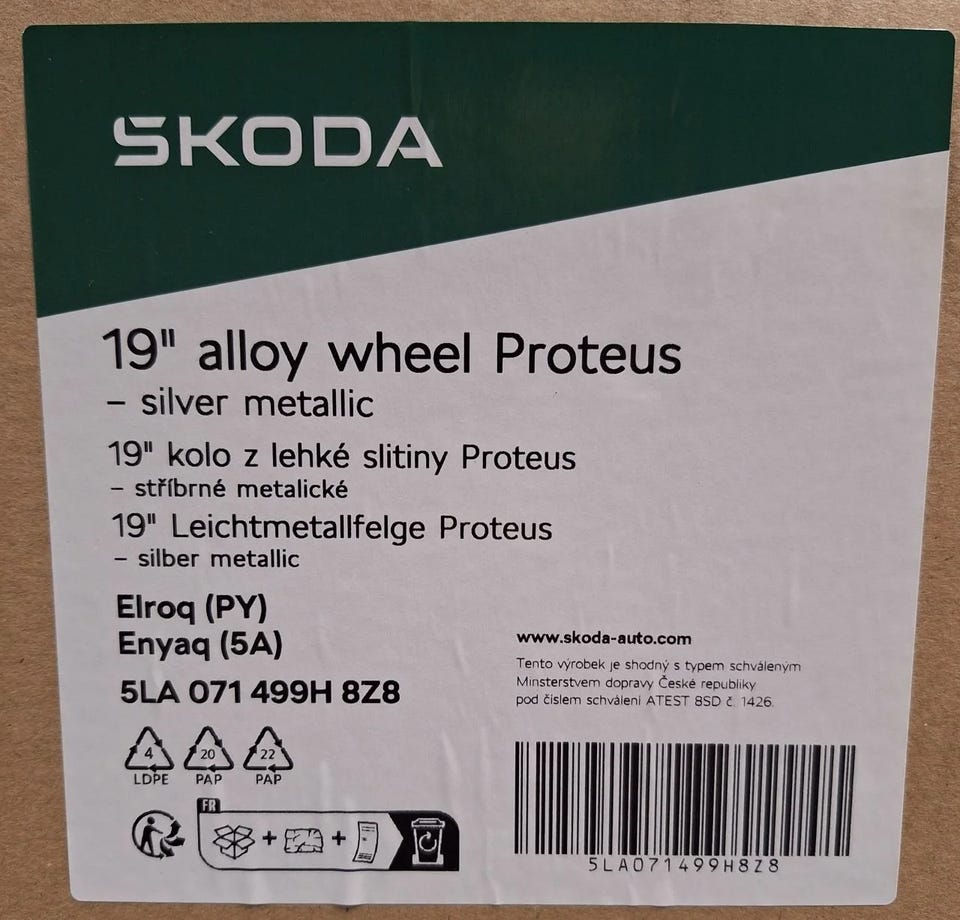 ŠKODA
19" alloy wheel Proteus
– silver metallic
19" kolo z lehké slitiny Proteus
– stříbrné metalické
19" Leichtmetallfelge Proteus
– silber metallic
Elroq (PY)
Enyaq (5A)
5LA 071 499H 8Z8
www.skoda-auto.com
Tento výrobek je shodný s typem schváleným
Minsterstvem dopravy České republiky
pod číslem schválení ATEST 8SD č. 1426.
4 20 22
LDPE PAP PAP
FR
5LA071499H8Z8